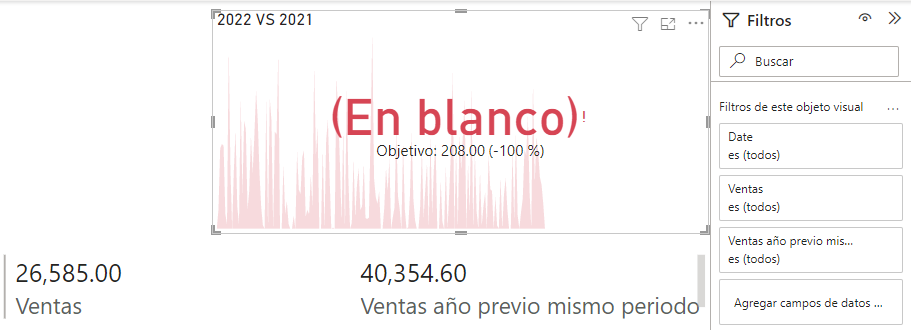 2022 VS 2021
(En blanco)!
Objetivo: 208.00 (-100 %)
26,585.00
Ventas
40,354.60
Ventas año previo mismo periodo
Filtros
Buscar
Filtros de este objeto visual
...
Date
es (todos)
Ventas
es (todos)
Ventas año previo mis...
es (todos)
Agregar campos de datos ...